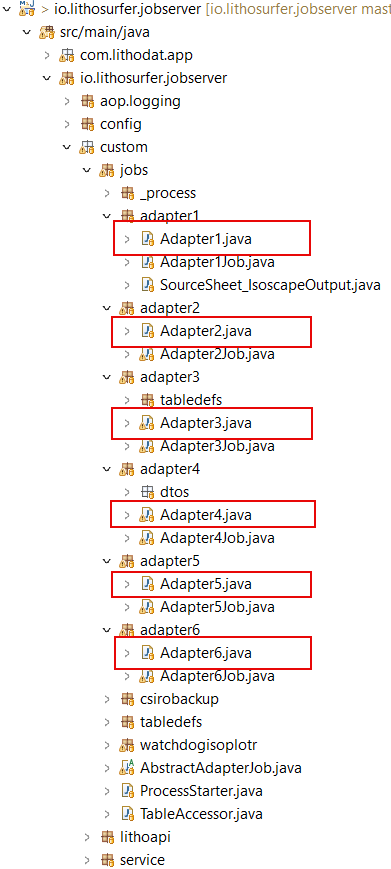 io.lithosurfer.jobserver [io.lithosurfer.jobserver mast
src/main/java
com.lithodat.app
io.lithosurfer.jobserver
aop.logging
config
custom
jobs
_process
adapter1
Adapter1.java
Adapter1Job.java
SourceSheet_IsoscapeOutput.java
adapter2
Adapter2.java
Adapter2Job.java
adapter3
tabledefs
Adapter3.java
Adapter3Job.java
adapter4
dtos
Adapter4.java
Adapter4Job.java
adapter5
Adapter5.java
Adapter5Job.java
adapter6
Adapter6.java
Adapter6Job.java
csirobackup
tabledefs
watchdogisoplotr
AbstractAdapterJob.java
ProcessStarter.java
TableAccessor.java
lithoapi
service